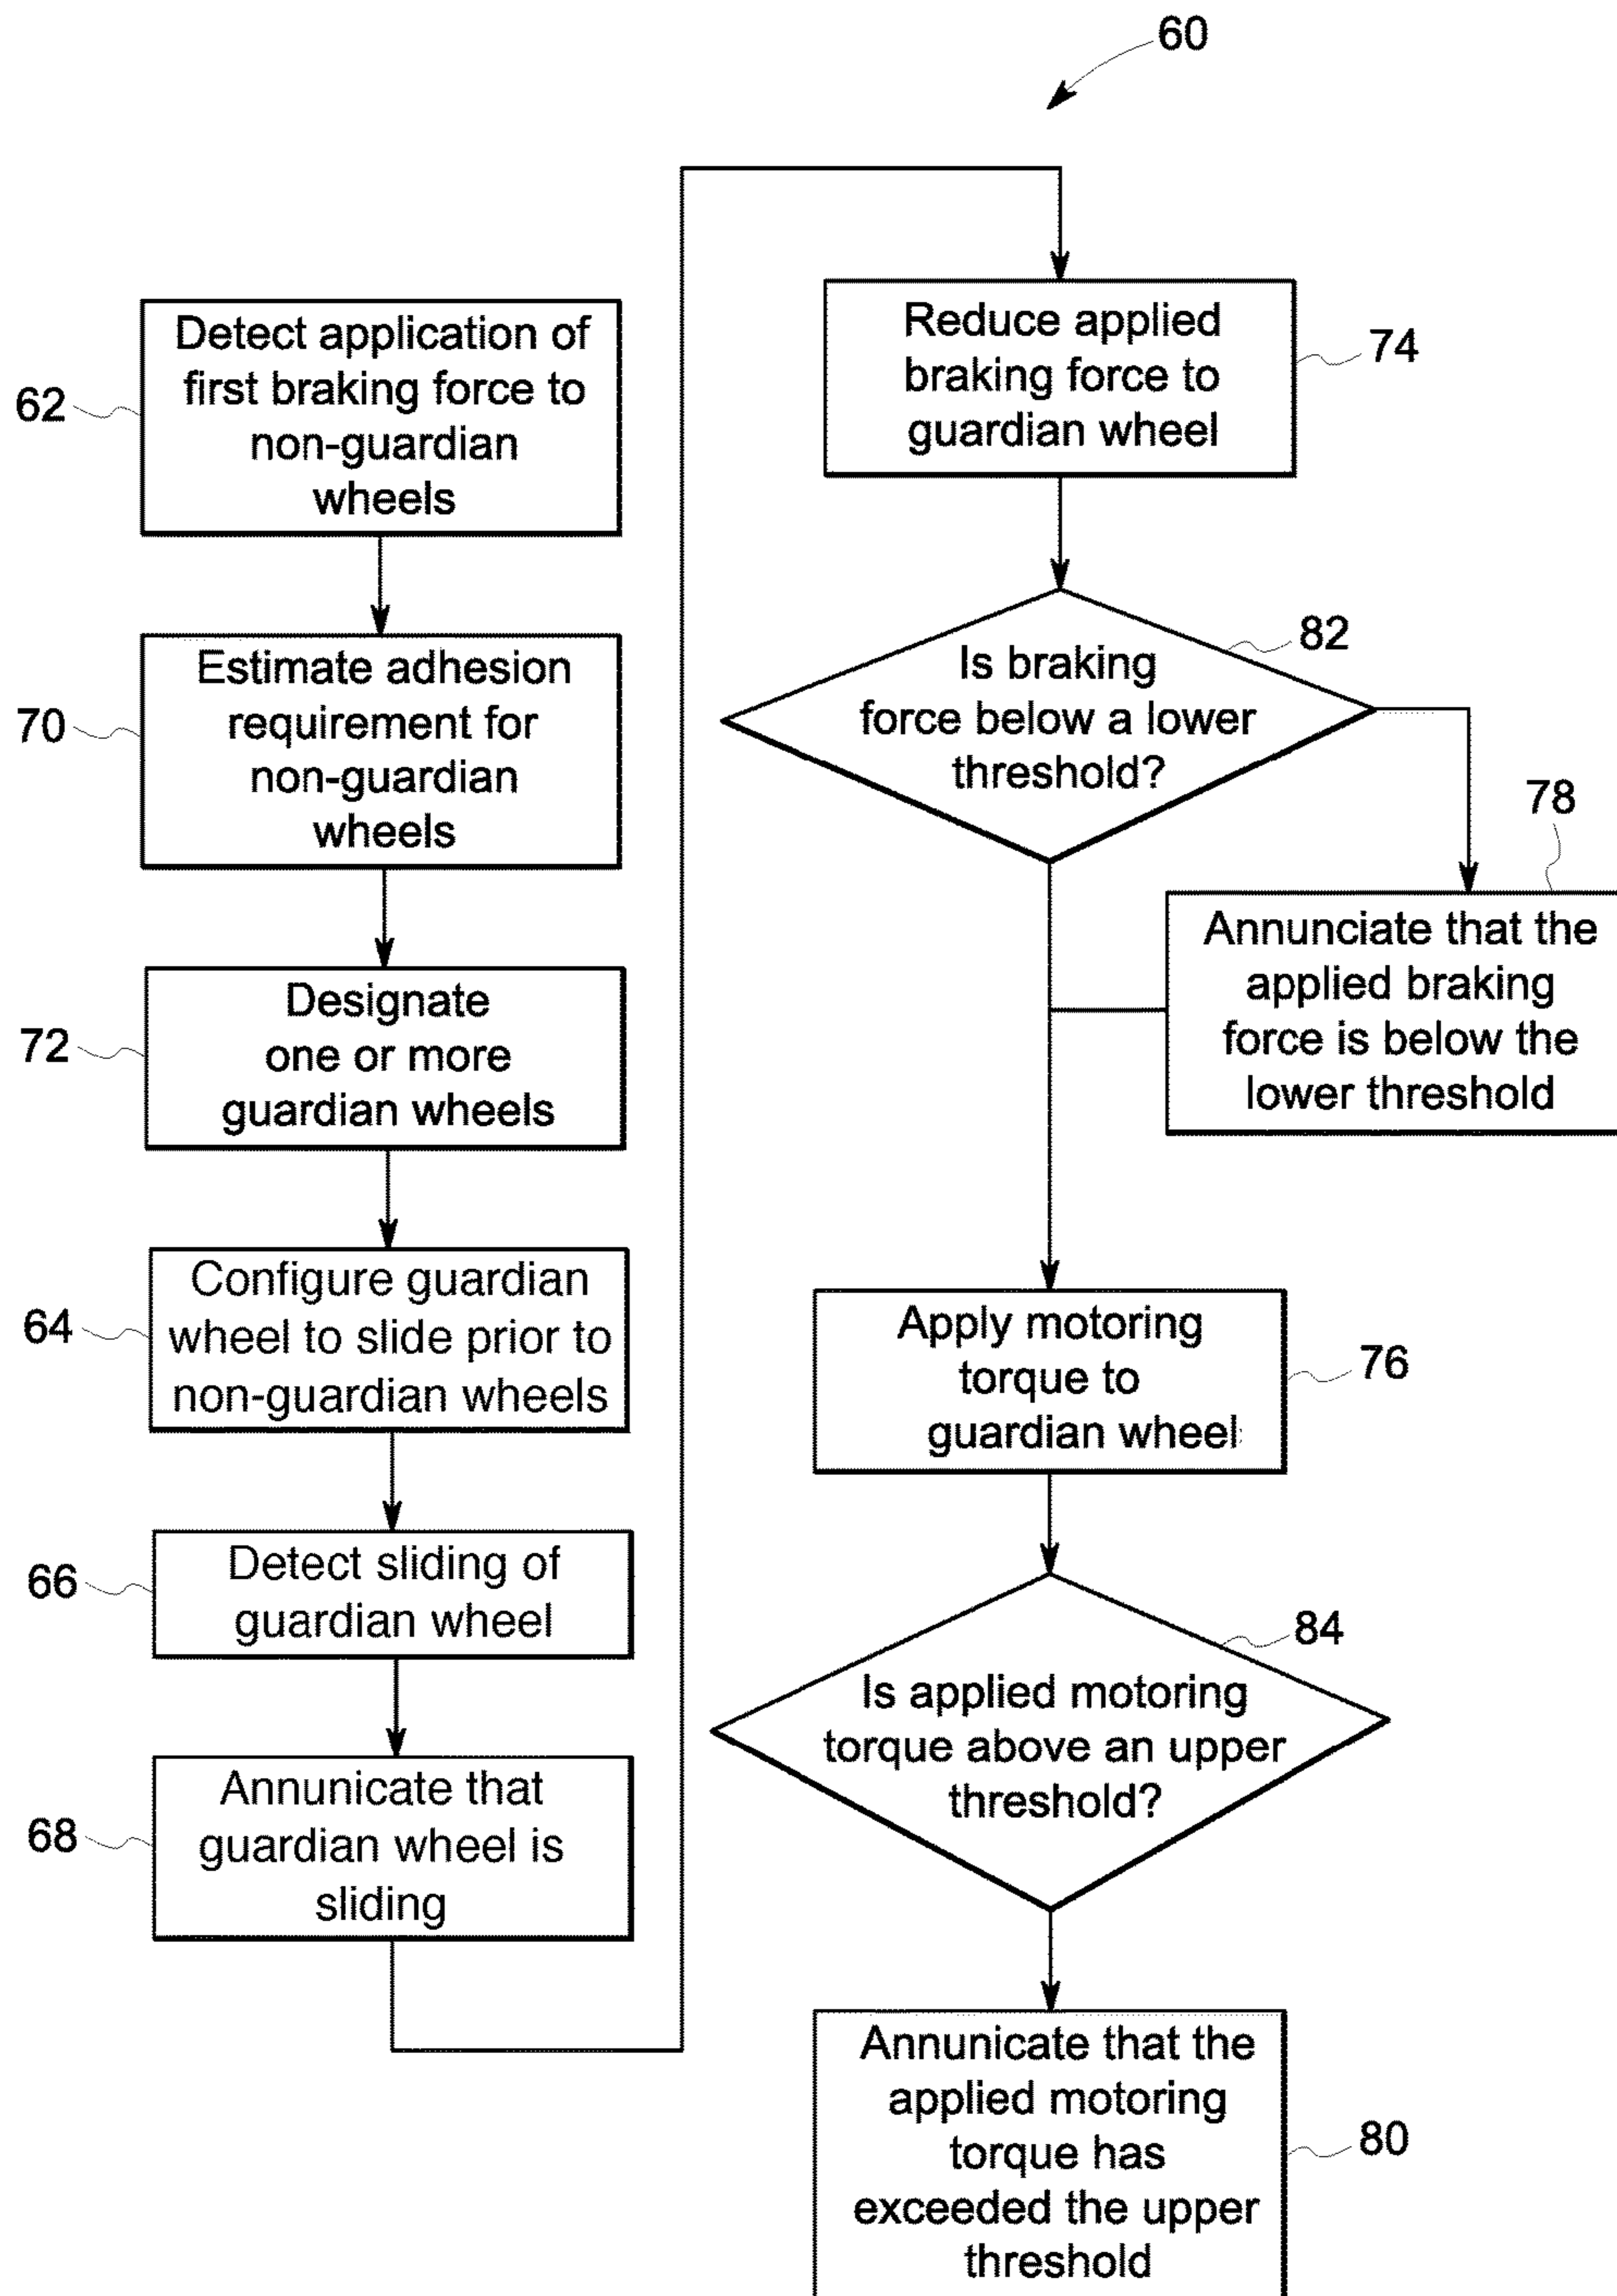 60
Detect application of
first braking force to
non-guardian
wheels
62
Estimate adhesion
requirement for
non-guardian
wheels
70
Designate
one or more
guardian wheels
72
Configure guardian
wheel to slide prior to
non-guardian wheels
64
Detect sliding of
guardian wheel
66
Annunicate that
guardian wheel is
sliding
68
Reduce applied
braking force to
guardian wheel
74
Is braking
force below a lower
threshold?
82
78
Annunciate that the
applied braking
force is below the
lower threshold
Apply motoring
torque to
guardian wheel
76
Is applied motoring
torque above an upper
threshold?
84
Annunicate that the
applied motoring
torque has
exceeded the upper
threshold
80